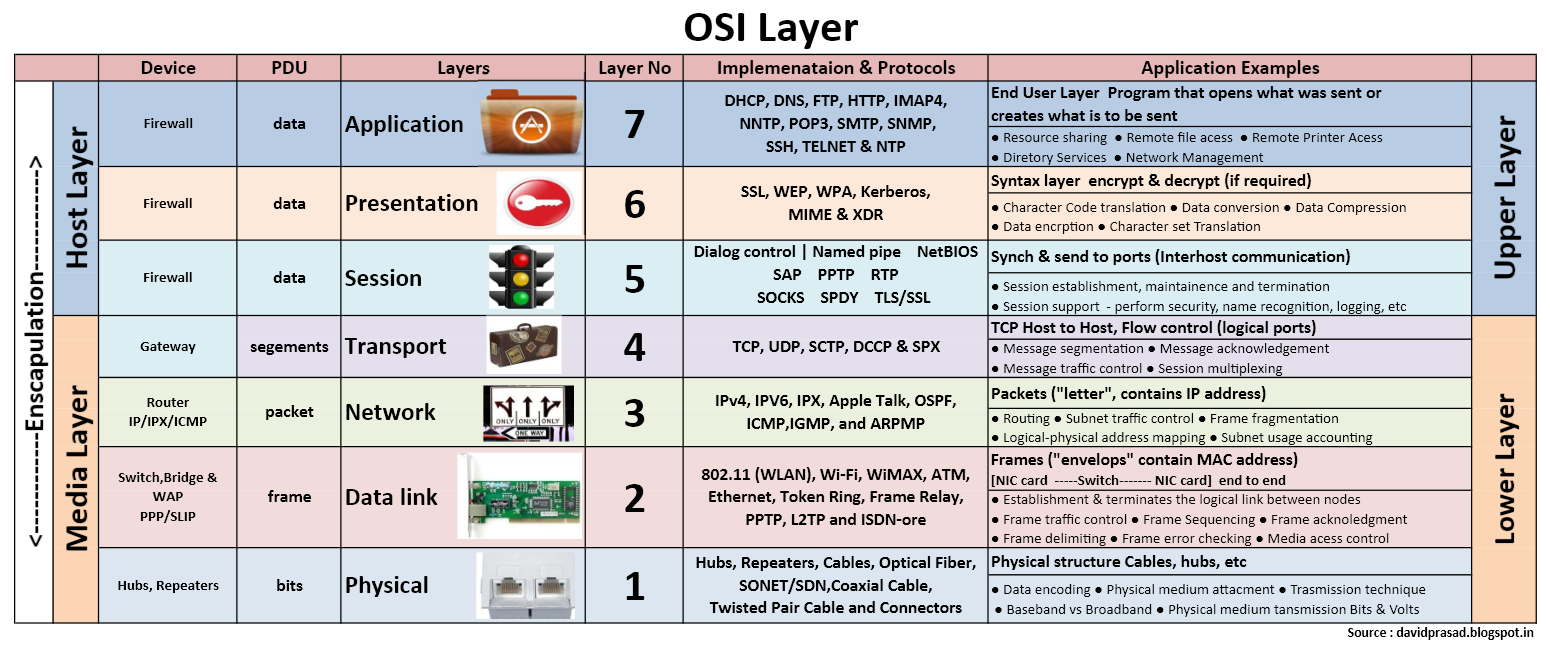 OSI Layer
Device PDU Layers Layer No Implemenataion & Protocols Application Examples
<-----------Enscapulation--------------->
Host Layer
Media Layer
Firewall
data
Application
7
DHCP, DNS, FTP, HTTP, IMAP4,
NNTP, POP3, SMTP, SNMP,
SSH, TELNET & NTP
End User Layer Program that opens what was sent or
creates what is to be sent
● Resource sharing ● Remote file acess ● Remote Printer Acess
● Diretory Services ● Network Management
Firewall
data
Presentation
6
SSL, WEP, WPA, Kerberos,
MIME & XDR
Syntax layer encrypt & decrypt (if required)
● Character Code translation ● Data conversion ● Data Compression
● Data encrption ● Character set Translation
Firewall
data
Session
5
Dialog control | Named pipe NetBIOS
SAP PPTP RTP
SOCKS SPDY TLS/SSL
Synch & send to ports (Interhost communication)
● Session establishment, maintainence and termination
● Session support - perform security, name recognition, logging, etc
Gateway
segements
Transport
4
TCP, UDP, SCTP, DCCP & SPX
TCP Host to Host, Flow control (logical ports)
● Message segmentation ● Message acknowledgement
● Message traffic control ● Session multiplexing
Router
IP/IPX/ICMP
packet
Network
ONLY ONLY ONLY
ONE WAY
3
IPv4, IPV6, IPX, Apple Talk, OSPF,
ICMP,IGMP, and ARPMP
Packets ("letter", contains IP address)
● Routing ● Subnet traffic control ● Frame fragmentation
● Logical-physical address mapping ● Subnet usage accounting
Switch,Bridge &
WAP
PPP/SLIP
frame
Data link
2
802.11 (WLAN), Wi-Fi, WiMAX, ATM,
Ethernet, Token Ring, Frame Relay,
PPTP, L2TP and ISDN-ore
Frames ("envelops" contain MAC address)
[NIC card -----Switch------- NIC card] end to end
● Establishment & terminates the logical link between nodes
● Frame traffic control ● Frame Sequencing ● Frame acknoledgment
● Frame delimiting ● Frame error checking ● Media acess control
Hubs, Repeaters
bits
Physical
1
Hubs, Repeaters, Cables, Optical Fiber,
SONET/SDN,Coaxial Cable,
Twisted Pair Cable and Connectors
Physical structure Cables, hubs, etc
● Data encoding ● Physical medium attacment ● Trasmission technique
● Baseband vs Broadband ● Physical medium tansmission Bits & Volts
Upper Layer
Lower Layer
Source : davidprasad.blogspot.in